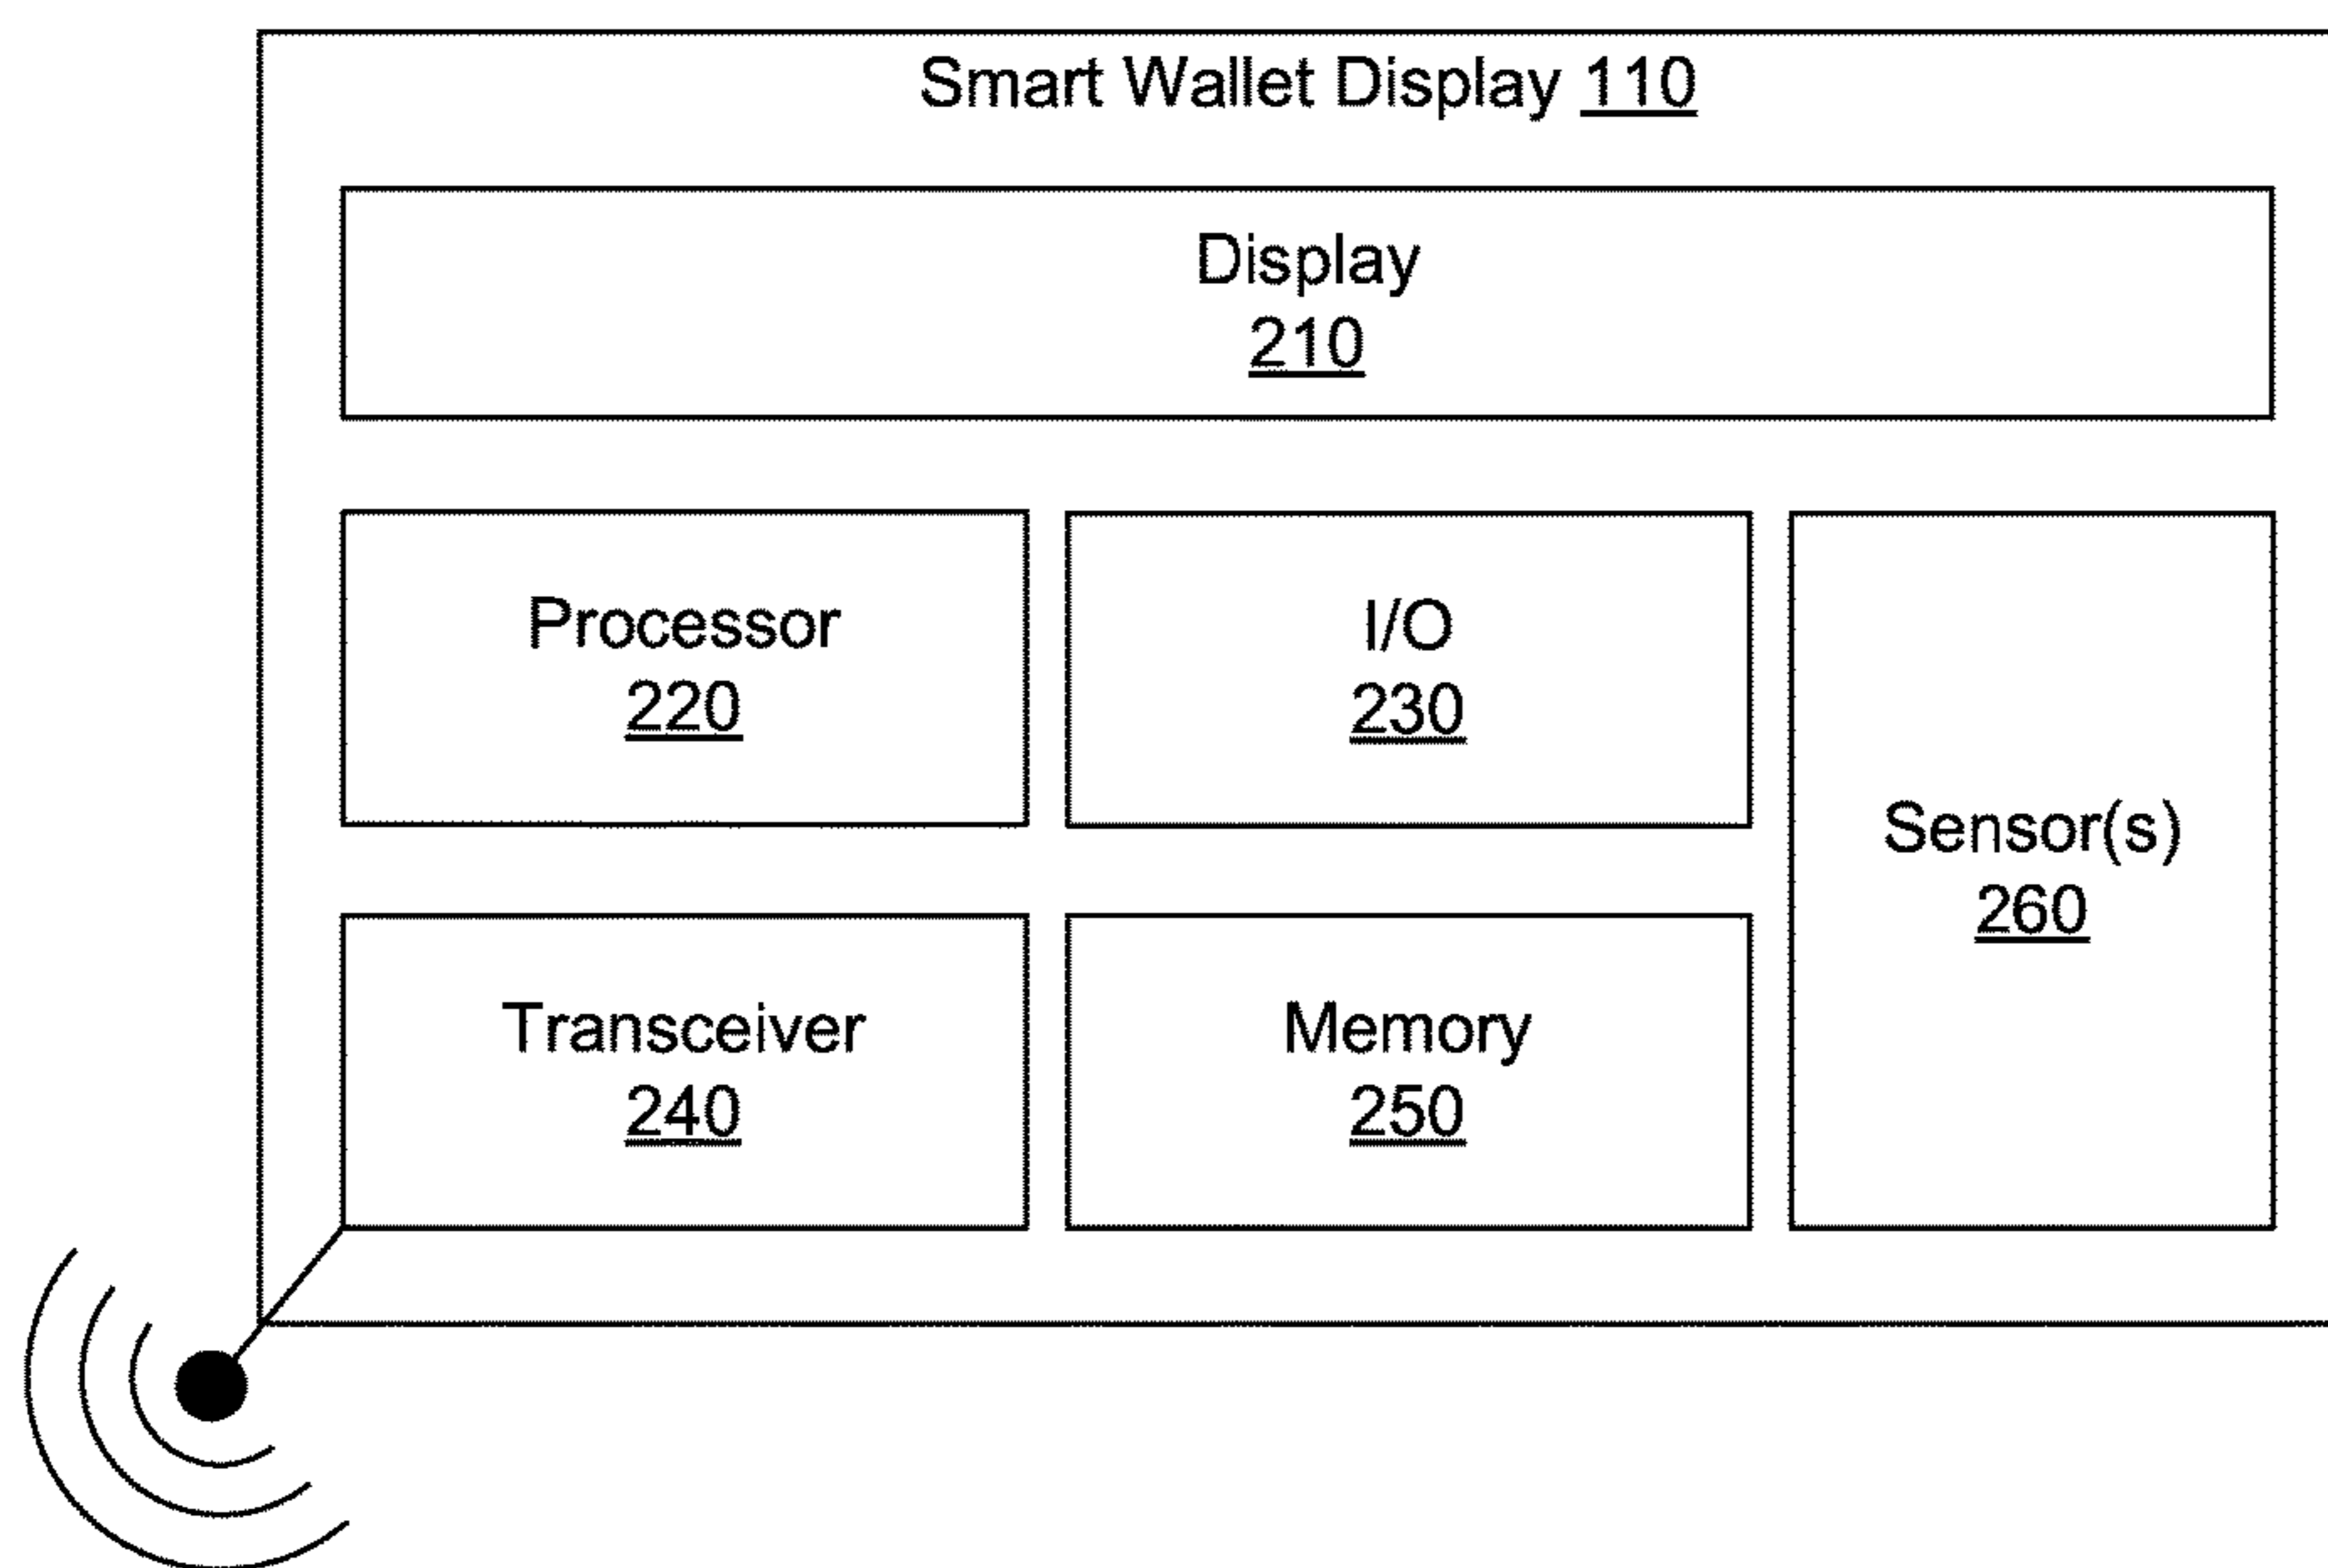 Smart Wallet Display 110
Display
210
Processor
220
I/O
230
Sensor(s)
260
Transceiver
240
Memory
250